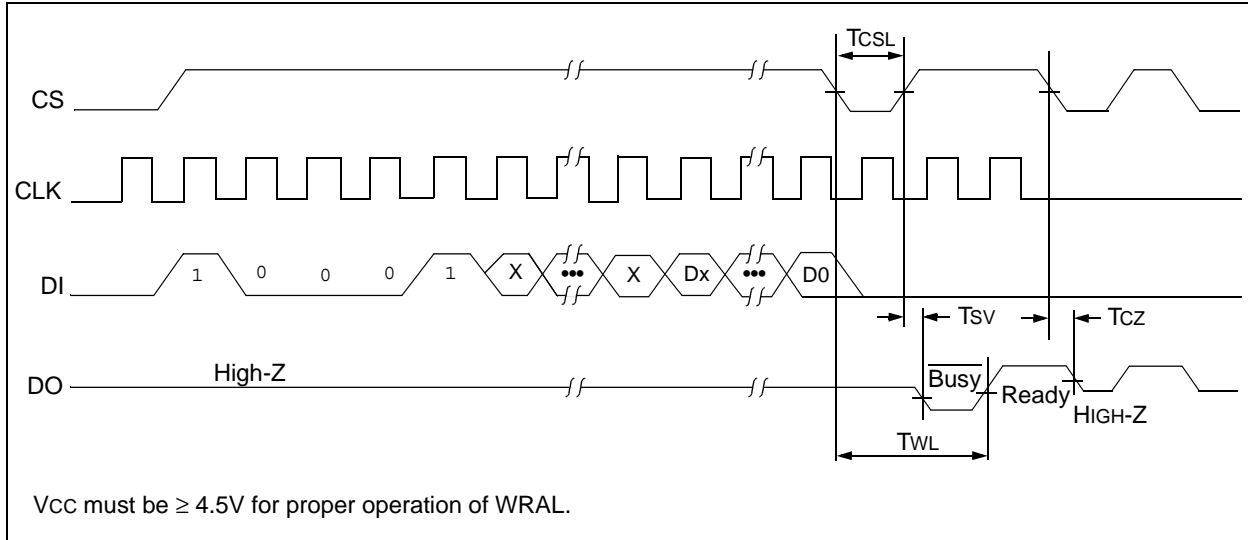 TCSL
CS
CLK
DI 1 0 0 0 1 X ••• X Dx ••• D0
TSV TCZ
DO High-Z Busy Ready HIGH-Z
TWL
VCC must be ≥ 4.5V for proper operation of WRAL.